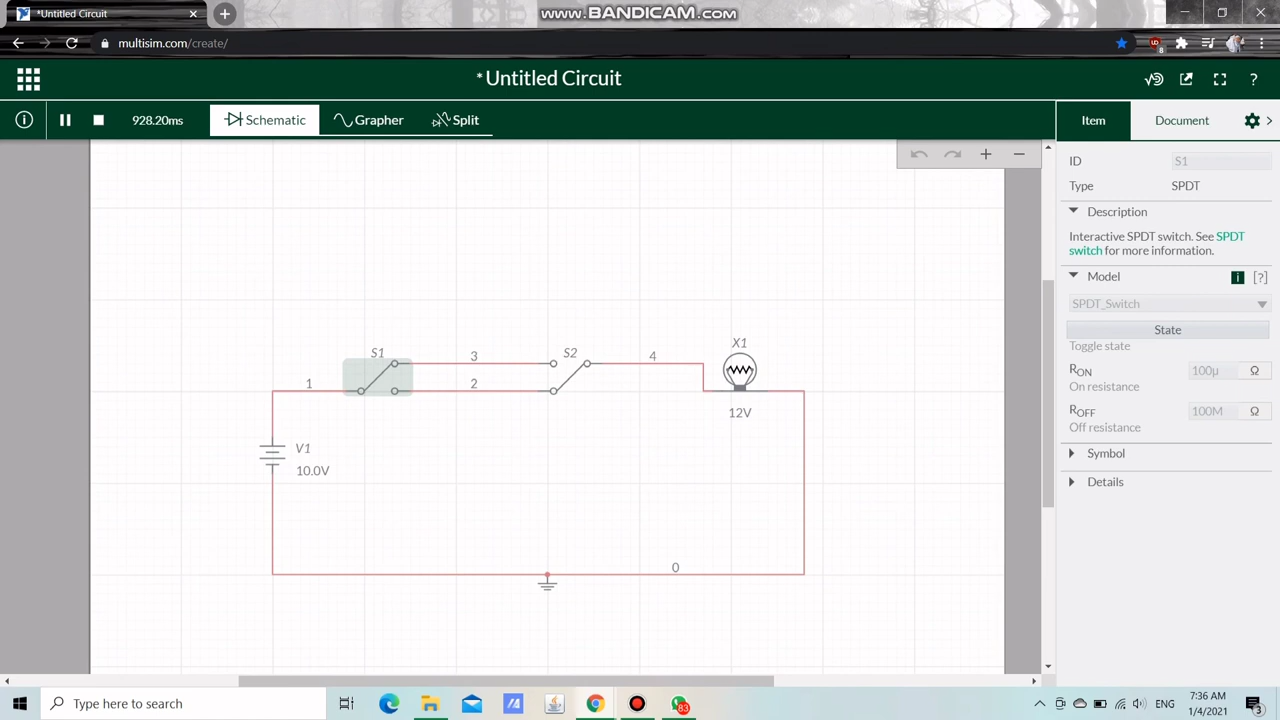 *Untitled Circuit
www.BANDICAM.com
multisim.com/create/
8
*Untitled Circuit
?
928.20ms
Schematic
Grapher
Split
Item
Document
ID
S1
Type
SPDT
Description
Interactive SPDT switch. See SPDT
switch for more information.
Model
i
[?]
SPDT_Switch
State
Toggle state
RON
100µ
Ω
On resistance
ROFF
100M
Ω
Off resistance
Symbol
Details
S1
3
S2
4
X1
1
2
12V
V1
10.0V
0
Type here to search
83
ENG
7:36 AM
1/4/2021
3